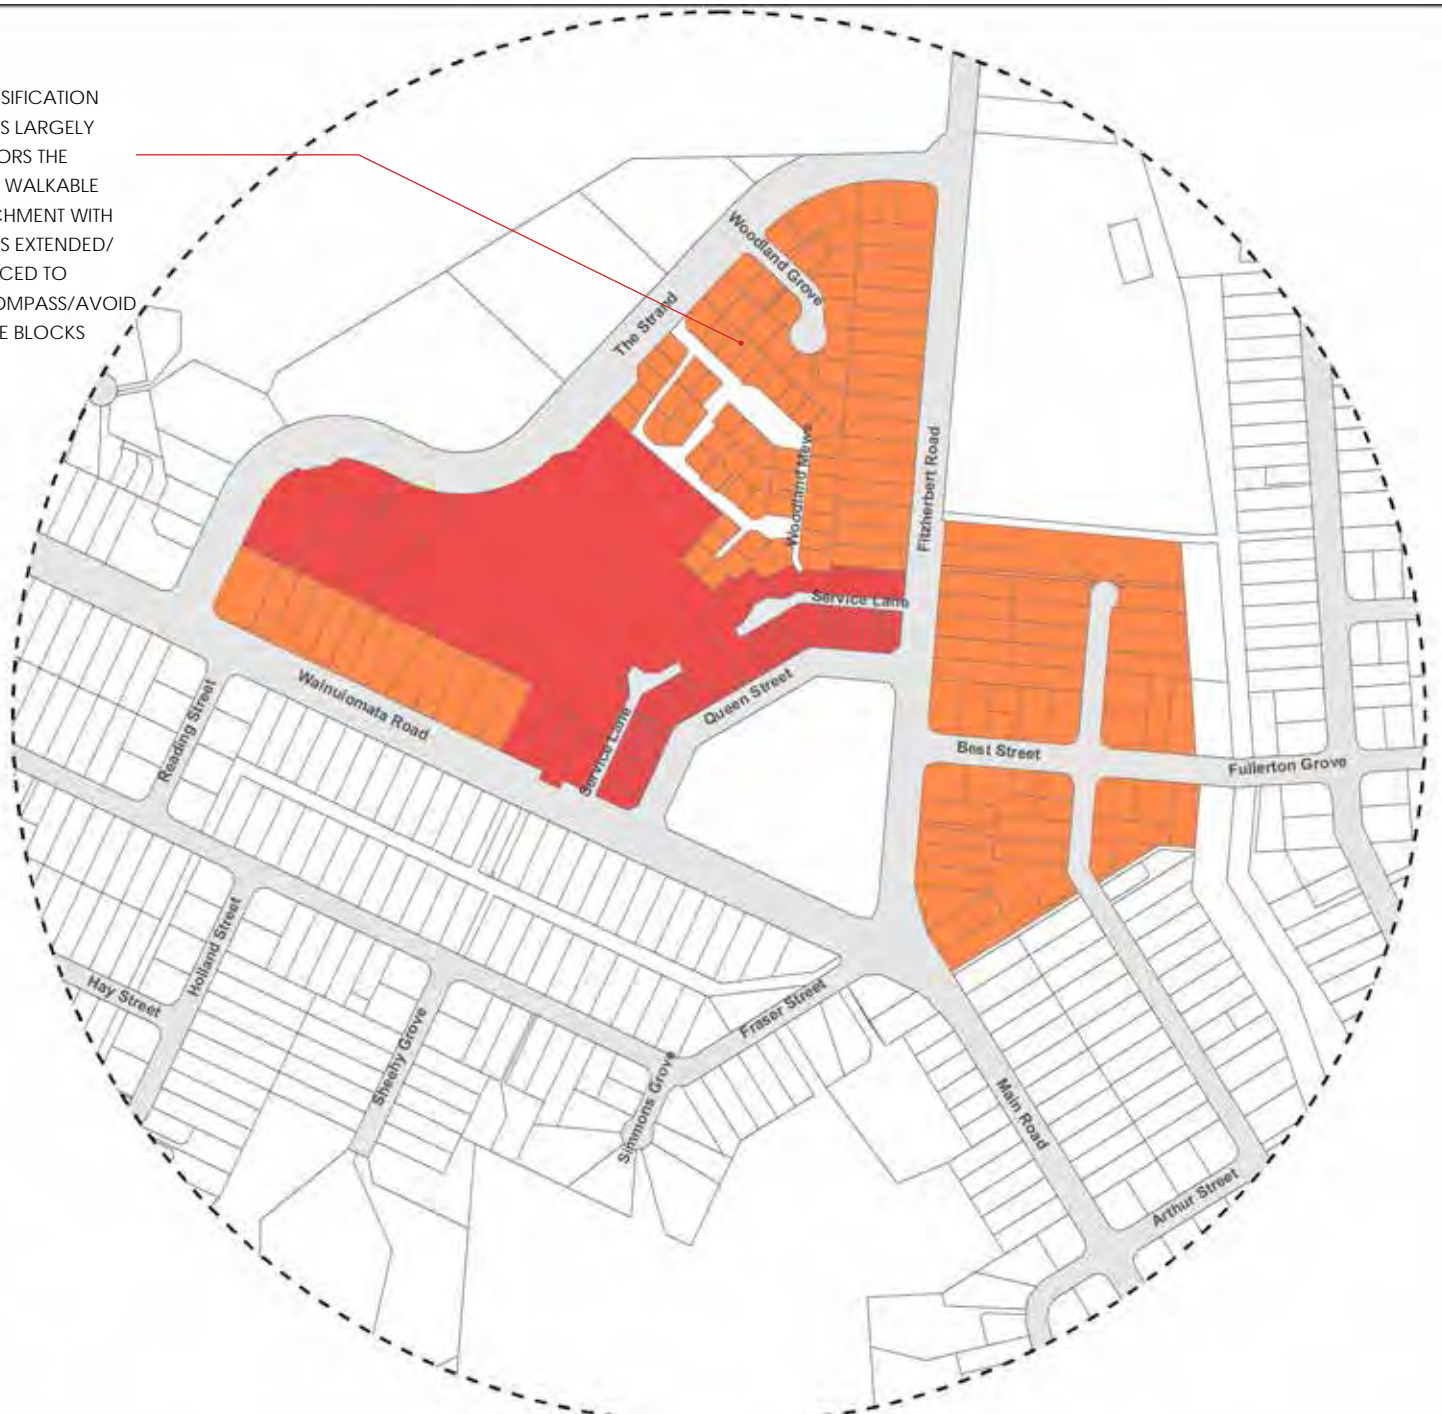 SIFICATION
S LARGELY
ORS THE
WALKABLE
CHMENT WITH
S EXTENDED/
CED TO
OMPASS/AVOID
E BLOCKS
Woodland Grove
The Strand
Woodland Mews
Fitzherbert Road
Service Lane
Queen Street
Wainuiomata Road
Service Lane
Reading Street
Best Street
Fullerton Grove
Holland Street
Hay Street
Sheehy Grove
Fraser Street
Simmons Grove
Main Road
Arthur Street